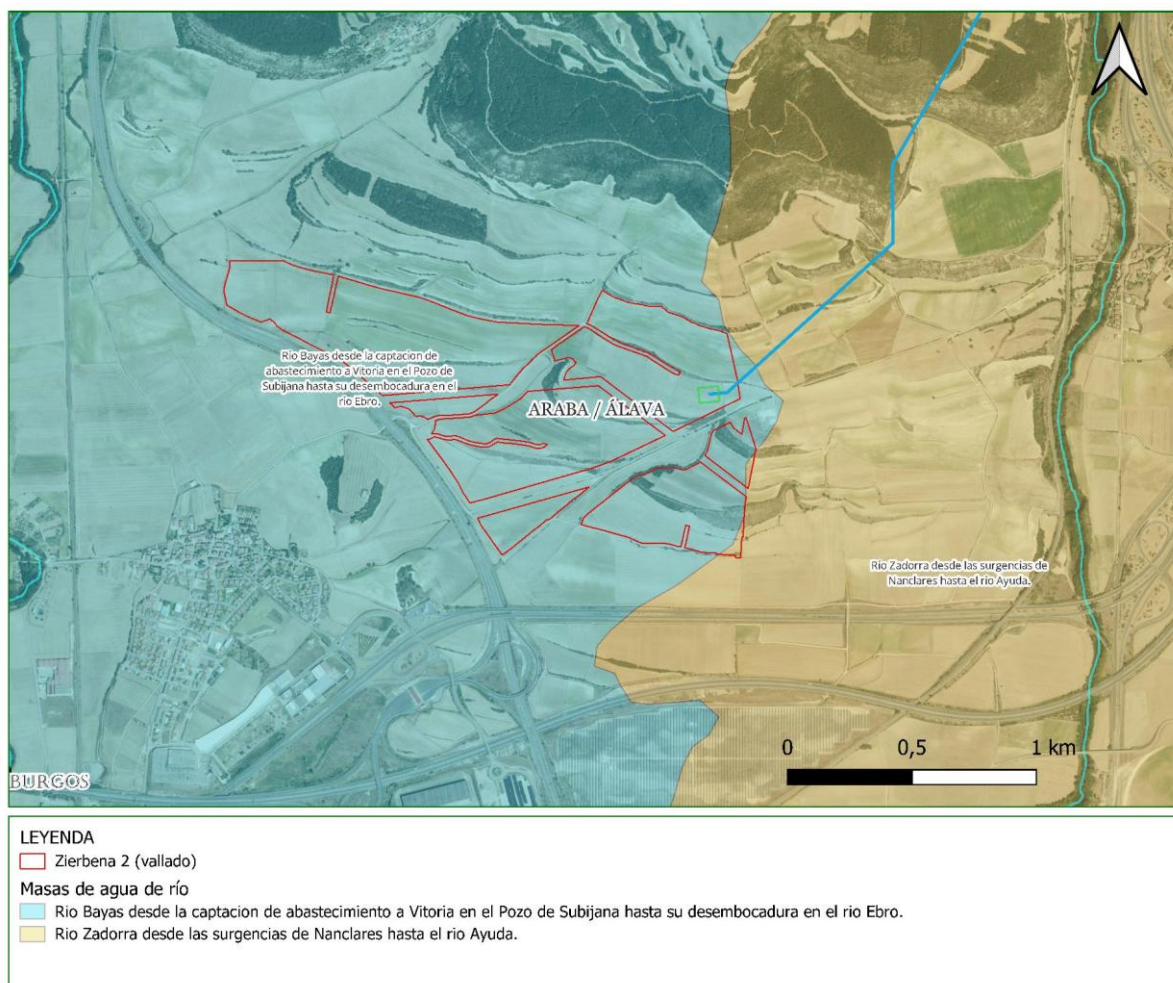 Rio Bayas desde la captacion de
abastecimiento a Vitoria en el Pozo de
Subijana hasta su desembocadura en el
rio Ebro.
ARABA / ÁLAVA
Rio Zadorra desde las surgencias de
Nanclares hasta el rio Ayuda.
0 0,5 1 km
BURGOS
LEYENDA
Zierbena 2 (vallado)
Masas de agua de río
Rio Bayas desde la captacion de abastecimiento a Vitoria en el Pozo de Subijana hasta su desembocadura en el rio Ebro.
Rio Zadorra desde las surgencias de Nanclares hasta el rio Ayuda.